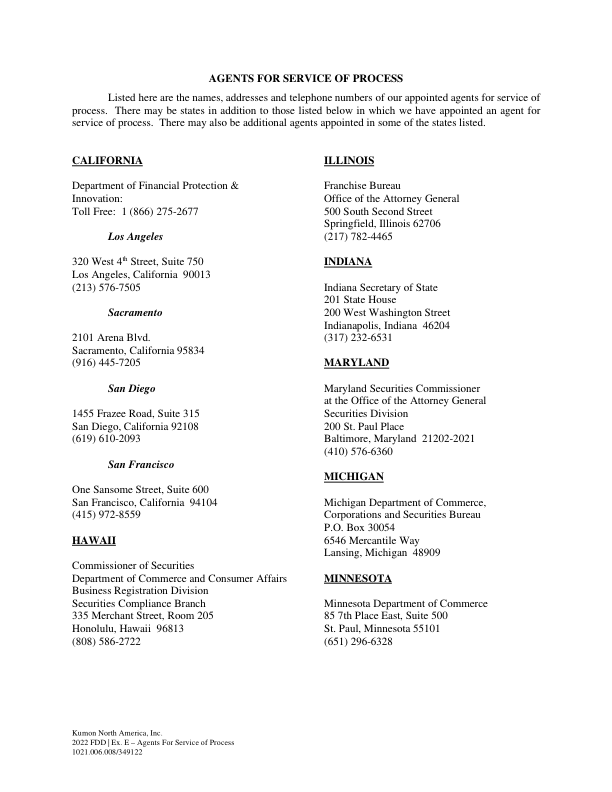 AGENTS FOR SERVICE OF PROCESS
Listed here are the names, addresses and telephone numbers of our appointed agents for service of
process. There may be states in addition to those listed below in which we have appointed an agent for
service of process. There may also be additional agents appointed in some of the states listed.
CALIFORNIA
Department of Financial Protection &
Innovation:
Toll Free: 1 (866) 275-2677
Los Angeles
320 West 4th Street, Suite 750
Los Angeles, California 90013
(213) 576-7505
Sacramento
2101 Arena Blvd.
Sacramento, California 95834
(916) 445-7205
San Diego
1455 Frazee Road, Suite 315
San Diego, California 92108
(619) 610-2093
San Francisco
One Sansome Street, Suite 600
San Francisco, California 94104
(415) 972-8559
HAWAII
Commissioner of Securities
Department of Commerce and Consumer Affairs
Business Registration Division
Securities Compliance Branch
335 Merchant Street, Room 205
Honolulu, Hawaii 96813
(808) 586-2722
ILLINOIS
Franchise Bureau
Office of the Attorney General
500 South Second Street
Springfield, Illinois 62706
(217) 782-4465
INDIANA
Indiana Secretary of State
201 State House
200 West Washington Street
Indianapolis, Indiana 46204
(317) 232-6531
MARYLAND
Maryland Securities Commissioner
at the Office of the Attorney General
Securities Division
200 St. Paul Place
Baltimore, Maryland 21202-2021
(410) 576-6360
MICHIGAN
Michigan Department of Commerce,
Corporations and Securities Bureau
P.O. Box 30054
6546 Mercantile Way
Lansing, Michigan 48909
MINNESOTA
Minnesota Department of Commerce
85 7th Place East, Suite 500
St. Paul, Minnesota 55101
(651) 296-6328
Kumon North America, Inc.
2022 FDD | Ex. E – Agents For Service of Process
1021.006.008/349122